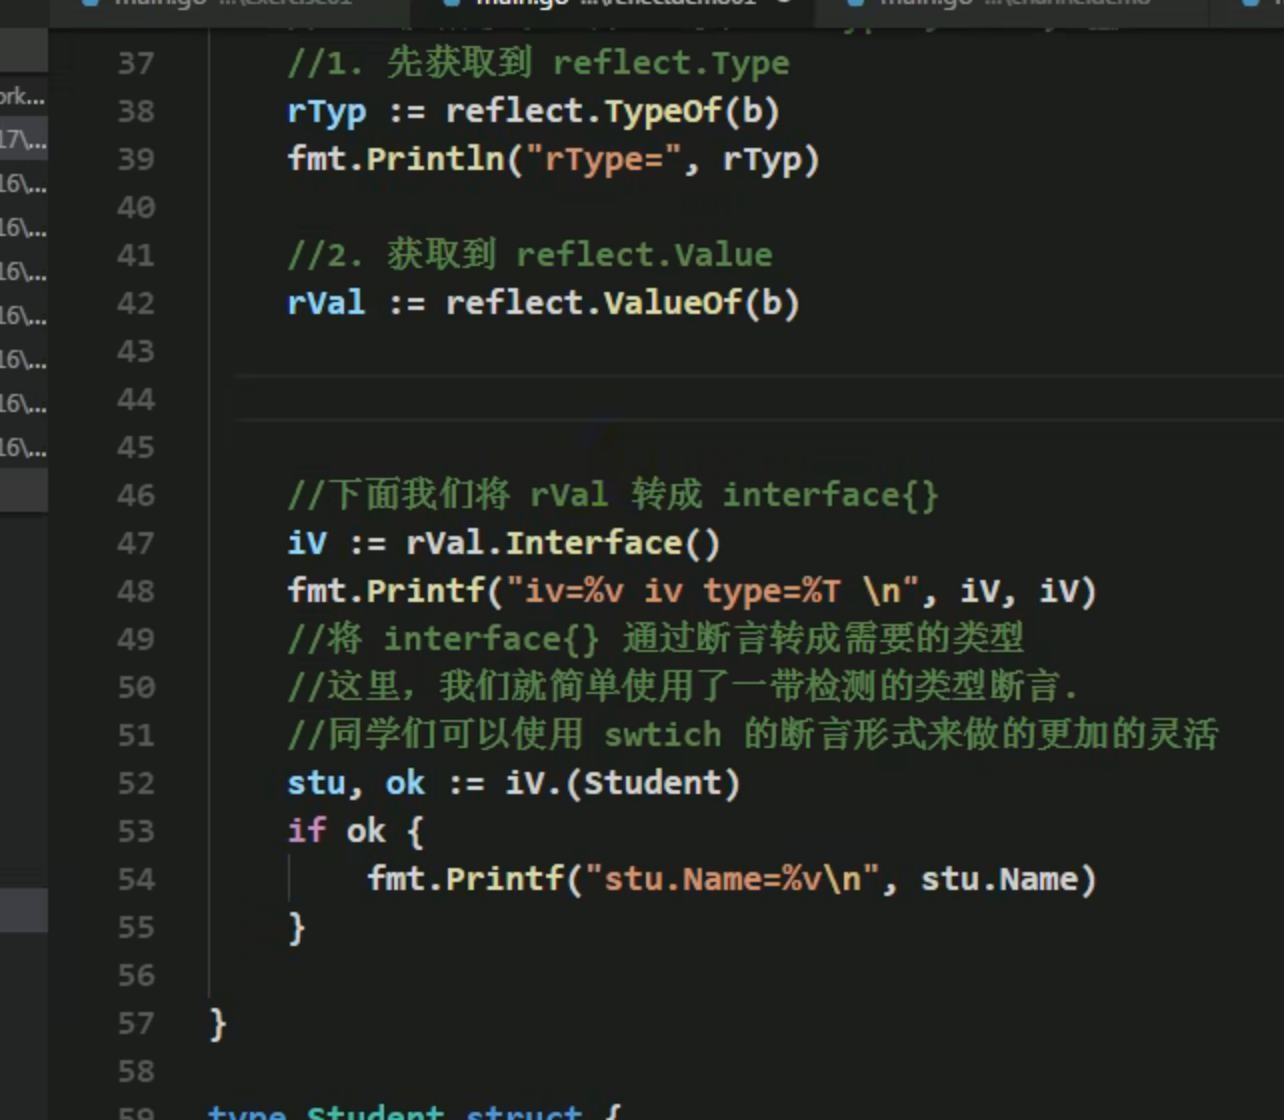 main.go
ork...
17\...
16\...
16\...
16\...
16\...
16\...
16\...
16\...
37 //1. 先获取到 reflect.Type
38 rTyp := reflect.TypeOf(b)
39 fmt.Println("rType=", rTyp)
40
41 //2. 获取到 reflect.Value
42 rVal := reflect.ValueOf(b)
43
44
45
46 //下面我们将 rVal 转成 interface{}
47 iV := rVal.Interface()
48 fmt.Printf("iv=%v iv type=%T \n", iV, iV)
49 //将 interface{} 通过断言转成需要的类型
50 //这里，我们就简单使用了一带检测的类型断言.
51 //同学们可以使用 swtich 的断言形式来做的更加的灵活
52 stu, ok := iV.(Student)
53 if ok {
54 fmt.Printf("stu.Name=%v\n", stu.Name)
55 }
56
57 }
58
59 type Student struct {